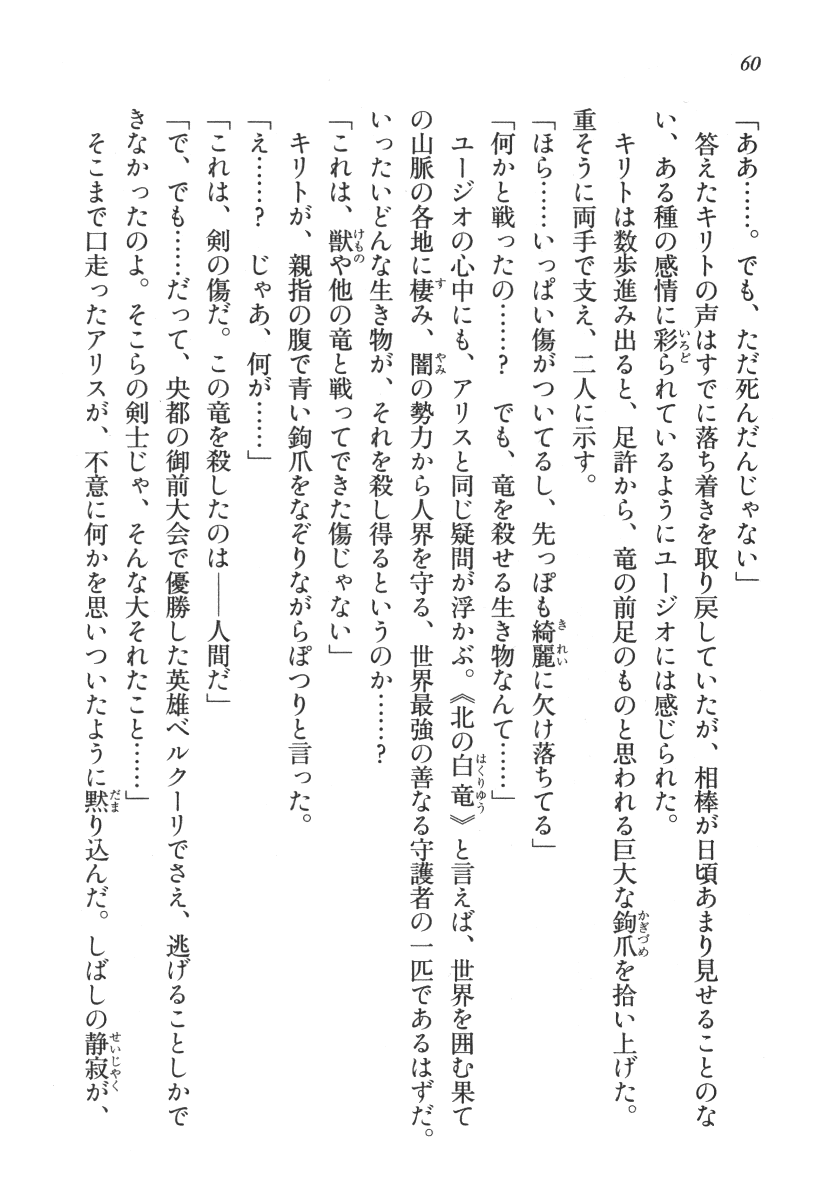 60
「ああ……。でも、ただ死んだんじゃない」
　答えたキリトの声はすでに落ち着きを取り戻していたが、相棒が日頃あまり見せることのな
い、ある種の感情に彩られているようにユージオには感じられた。
　キリトは数歩進み出ると、足許から、竜の前足のものと思われる巨大な鉤爪を拾い上げた。
重そうに両手で支え、二人に示す。
「ほら……いっぱい傷がついてるし、先っぽも綺麗に欠け落ちてる」
「何かと戦ったの……？　でも、竜を殺せる生き物なんて……」
　ユージオの心中にも、アリスと同じ疑問が浮かぶ。《北の白竜》と言えば、世界を囲む果て
の山脈の各地に棲み、闇の勢力から人界を守る、世界最強の善なる守護者の一匹であるはずだ。
いったいどんな生き物が、それを殺し得るというのか……？
「これは、獣や他の竜と戦ってできた傷じゃない」
　キリトが、親指の腹で青い鉤爪をなぞりながらぽつりと言った。
「え……？　じゃあ、何が……」
「これは、剣の傷だ。この竜を殺したのは――人間だ」
「で、でも……だって、央都の御前大会で優勝した英雄ベルクーリでさえ、逃げることしかで
きなかったのよ。そこらの剣士じゃ、そんな大それたこと……」
　そこまで口走ったアリスが、不意に何かを思いついたように黙り込んだ。しばしの静寂が、